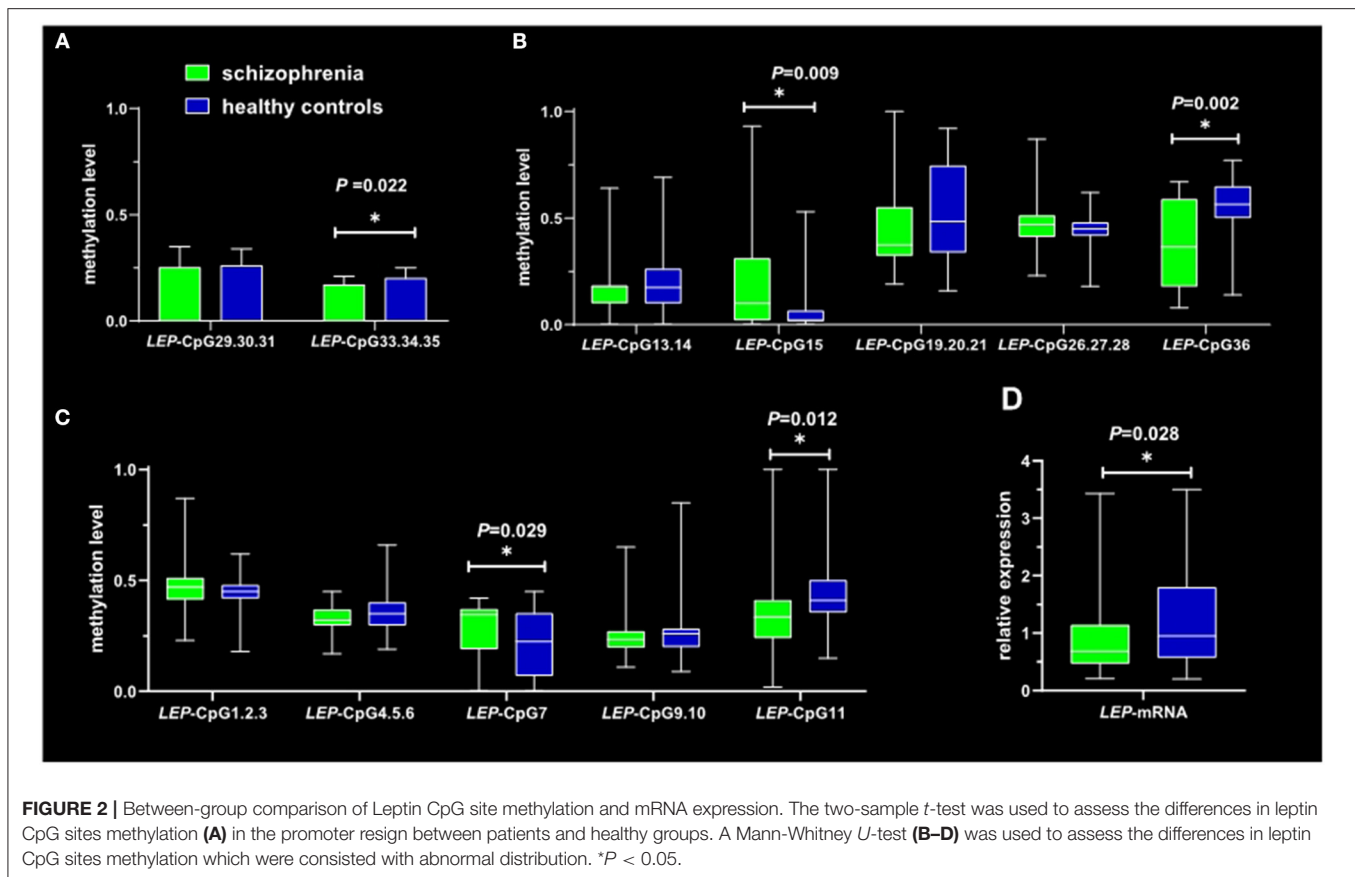 A
schizophrenia
healthy controls
1.0
0.5
0.0
methylation level
P =0.022
*
LEP-CpG29.30.31 LEP-CpG33.34.35
B
P=0.009
*
P=0.002
*
1.0
0.5
0.0
methylation level
LEP-CpG13.14 LEP-CpG15 LEP-CpG19.20.21 LEP-CpG26.27.28 LEP-CpG36
C
P=0.012
*
P=0.029
*
1.0
0.5
0.0
methylation level
LEP-CpG1.2.3 LEP-CpG4.5.6 LEP-CpG7 LEP-CpG9.10 LEP-CpG11
D
P=0.028
*
4
3
2
1
0
relative expression
LEP-mRNA
FIGURE 2 | Between-group comparison of Leptin CpG site methylation and mRNA expression. The two-sample t-test was used to assess the differences in leptin
CpG sites methylation (A) in the promoter resign between patients and healthy groups. A Mann-Whitney U-test (B–D) was used to assess the differences in leptin
CpG sites methylation which were consisted with abnormal distribution. *P < 0.05.